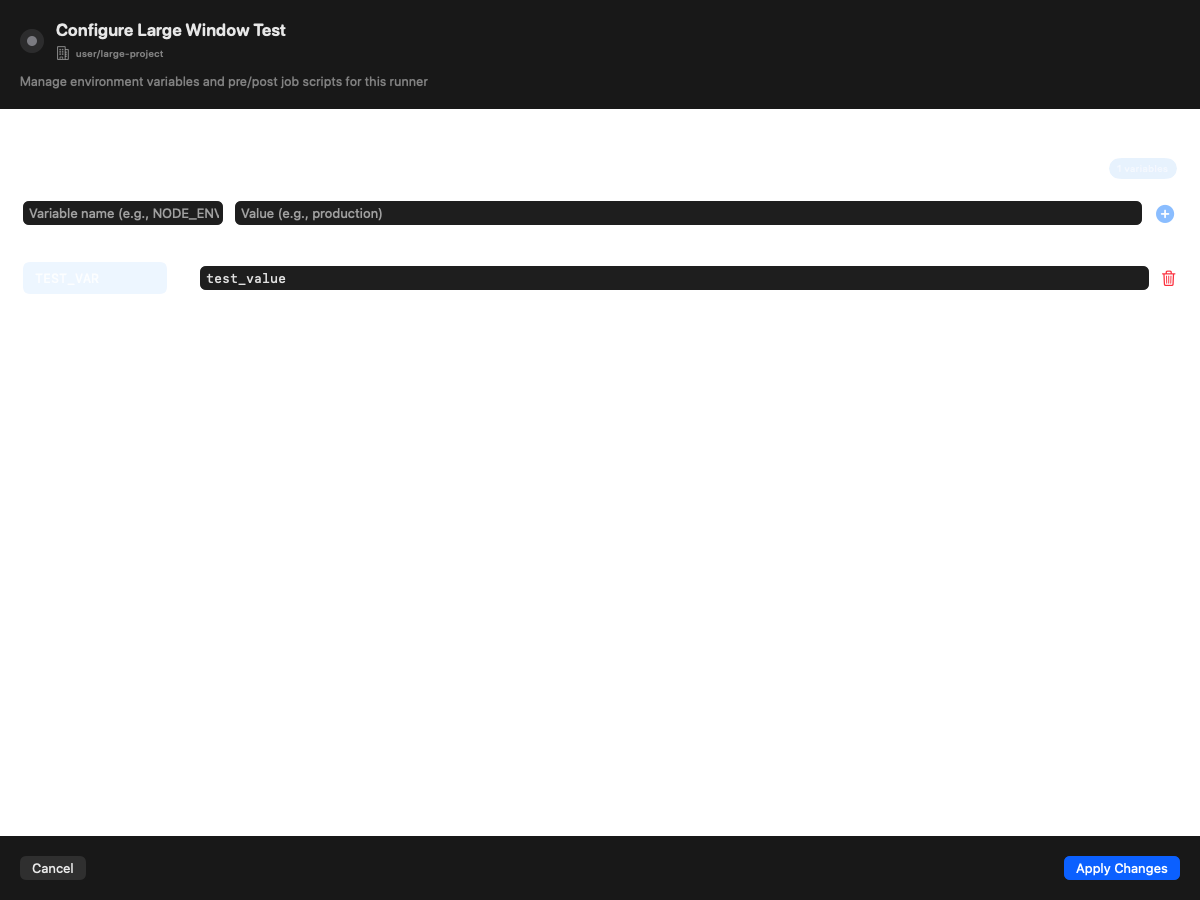 Configure Large Window Test
user/large-project
Manage environment variables and pre/post job scripts for this runner
Variable name (e.g., NODE_ENV
Value (e.g., production)
TEST_VAR
test_value
Cancel
Apply Changes